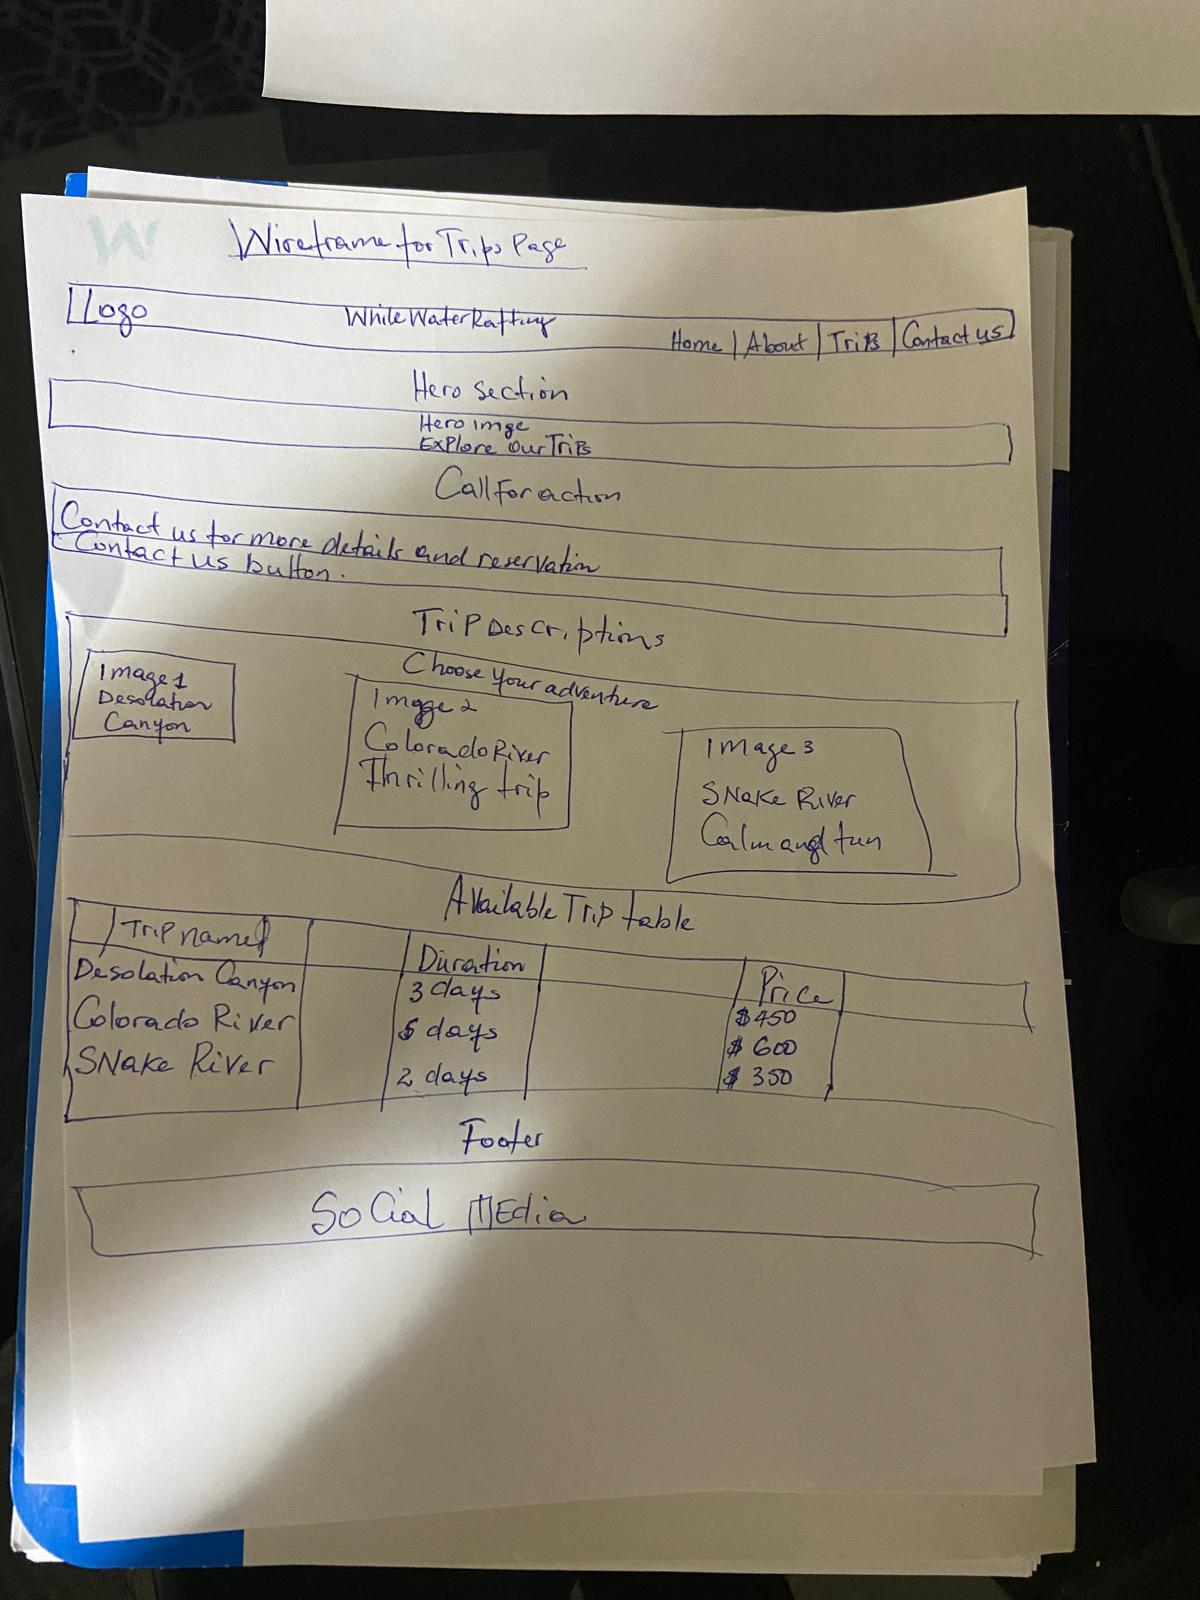 W
Wireframe for Trips Page
Logo
While Water Rafting
Home | About | Trips | Contact us
Hero section
Hero imge
Explore Our Trips
Call For action
Contact us for more details and reservation
Contact us button.
Trip Descriptions
Choose your adventure
Image 1
Desolation
Canyon
Image 2
Colorado River
Thrilling trip
Image 3
SNake River
Calm and fun
Available Trip table
Trip name Duration Price
Desolation Canyon 3 days $450
Colorado River 5 days $ 600
SNake River 2 days $ 350
Footer
Social Media